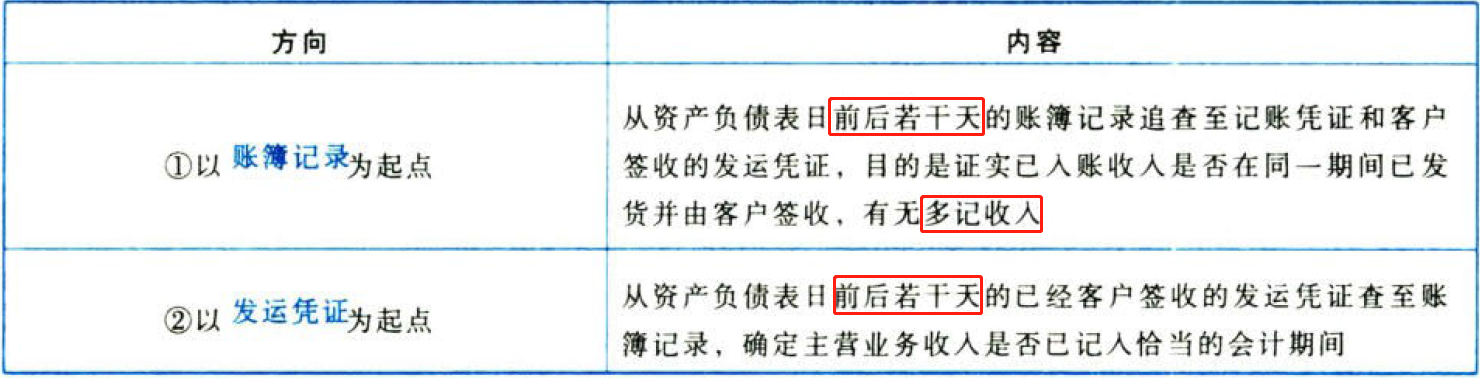 方向
内容
①以 账簿记录为起点
从资产负债表日前后若干天的账簿记录追查至记账凭证和客户
签收的发运凭证，目的是证实已入账收入是否在同一期间已发
货并由客户签收，有无多记收入
②以 发运凭证为起点
从资产负债表日前后若干天的已经客户签收的发运凭证查至账
簿记录，确定主营业务收入是否已记入恰当的会计期间